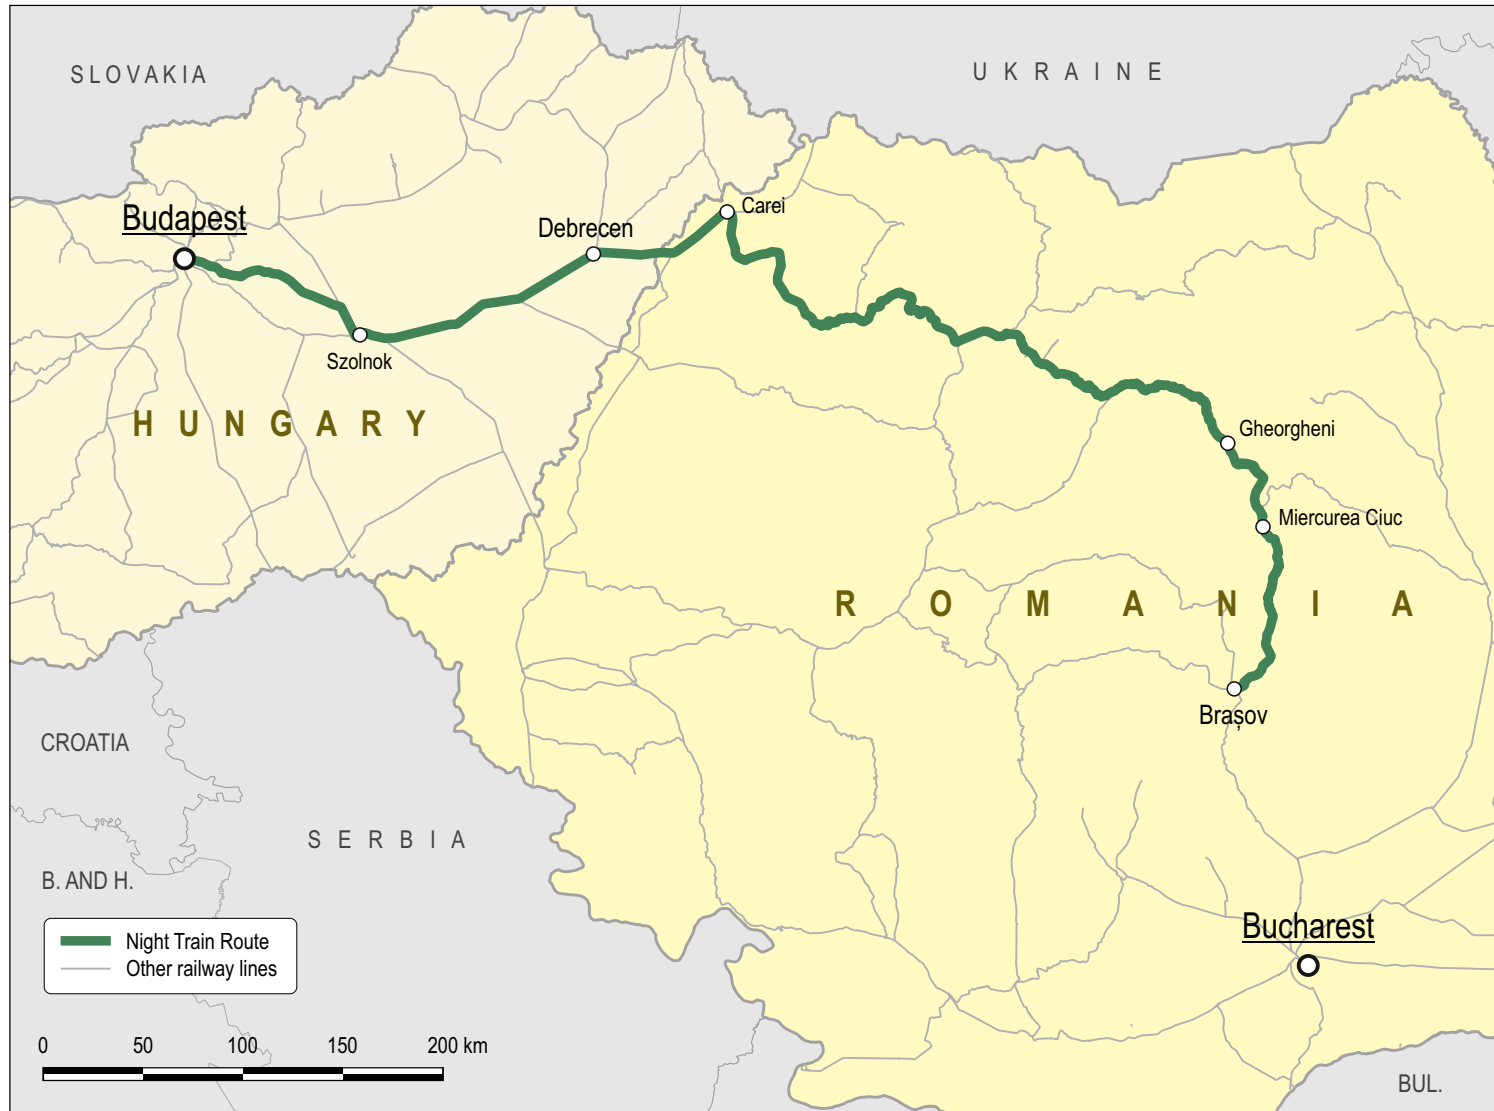 SLOVAKIA
UKRAINE
Budapest
Debrecen
Carei
Szolnok
HUNGARY
Gheorgheni
Miercurea Ciuc
ROMANIA
Brașov
CROATIA
SERBIA
B. AND H.
Bucharest
Night Train Route
Other railway lines
0 50 100 150 200 km
BUL.